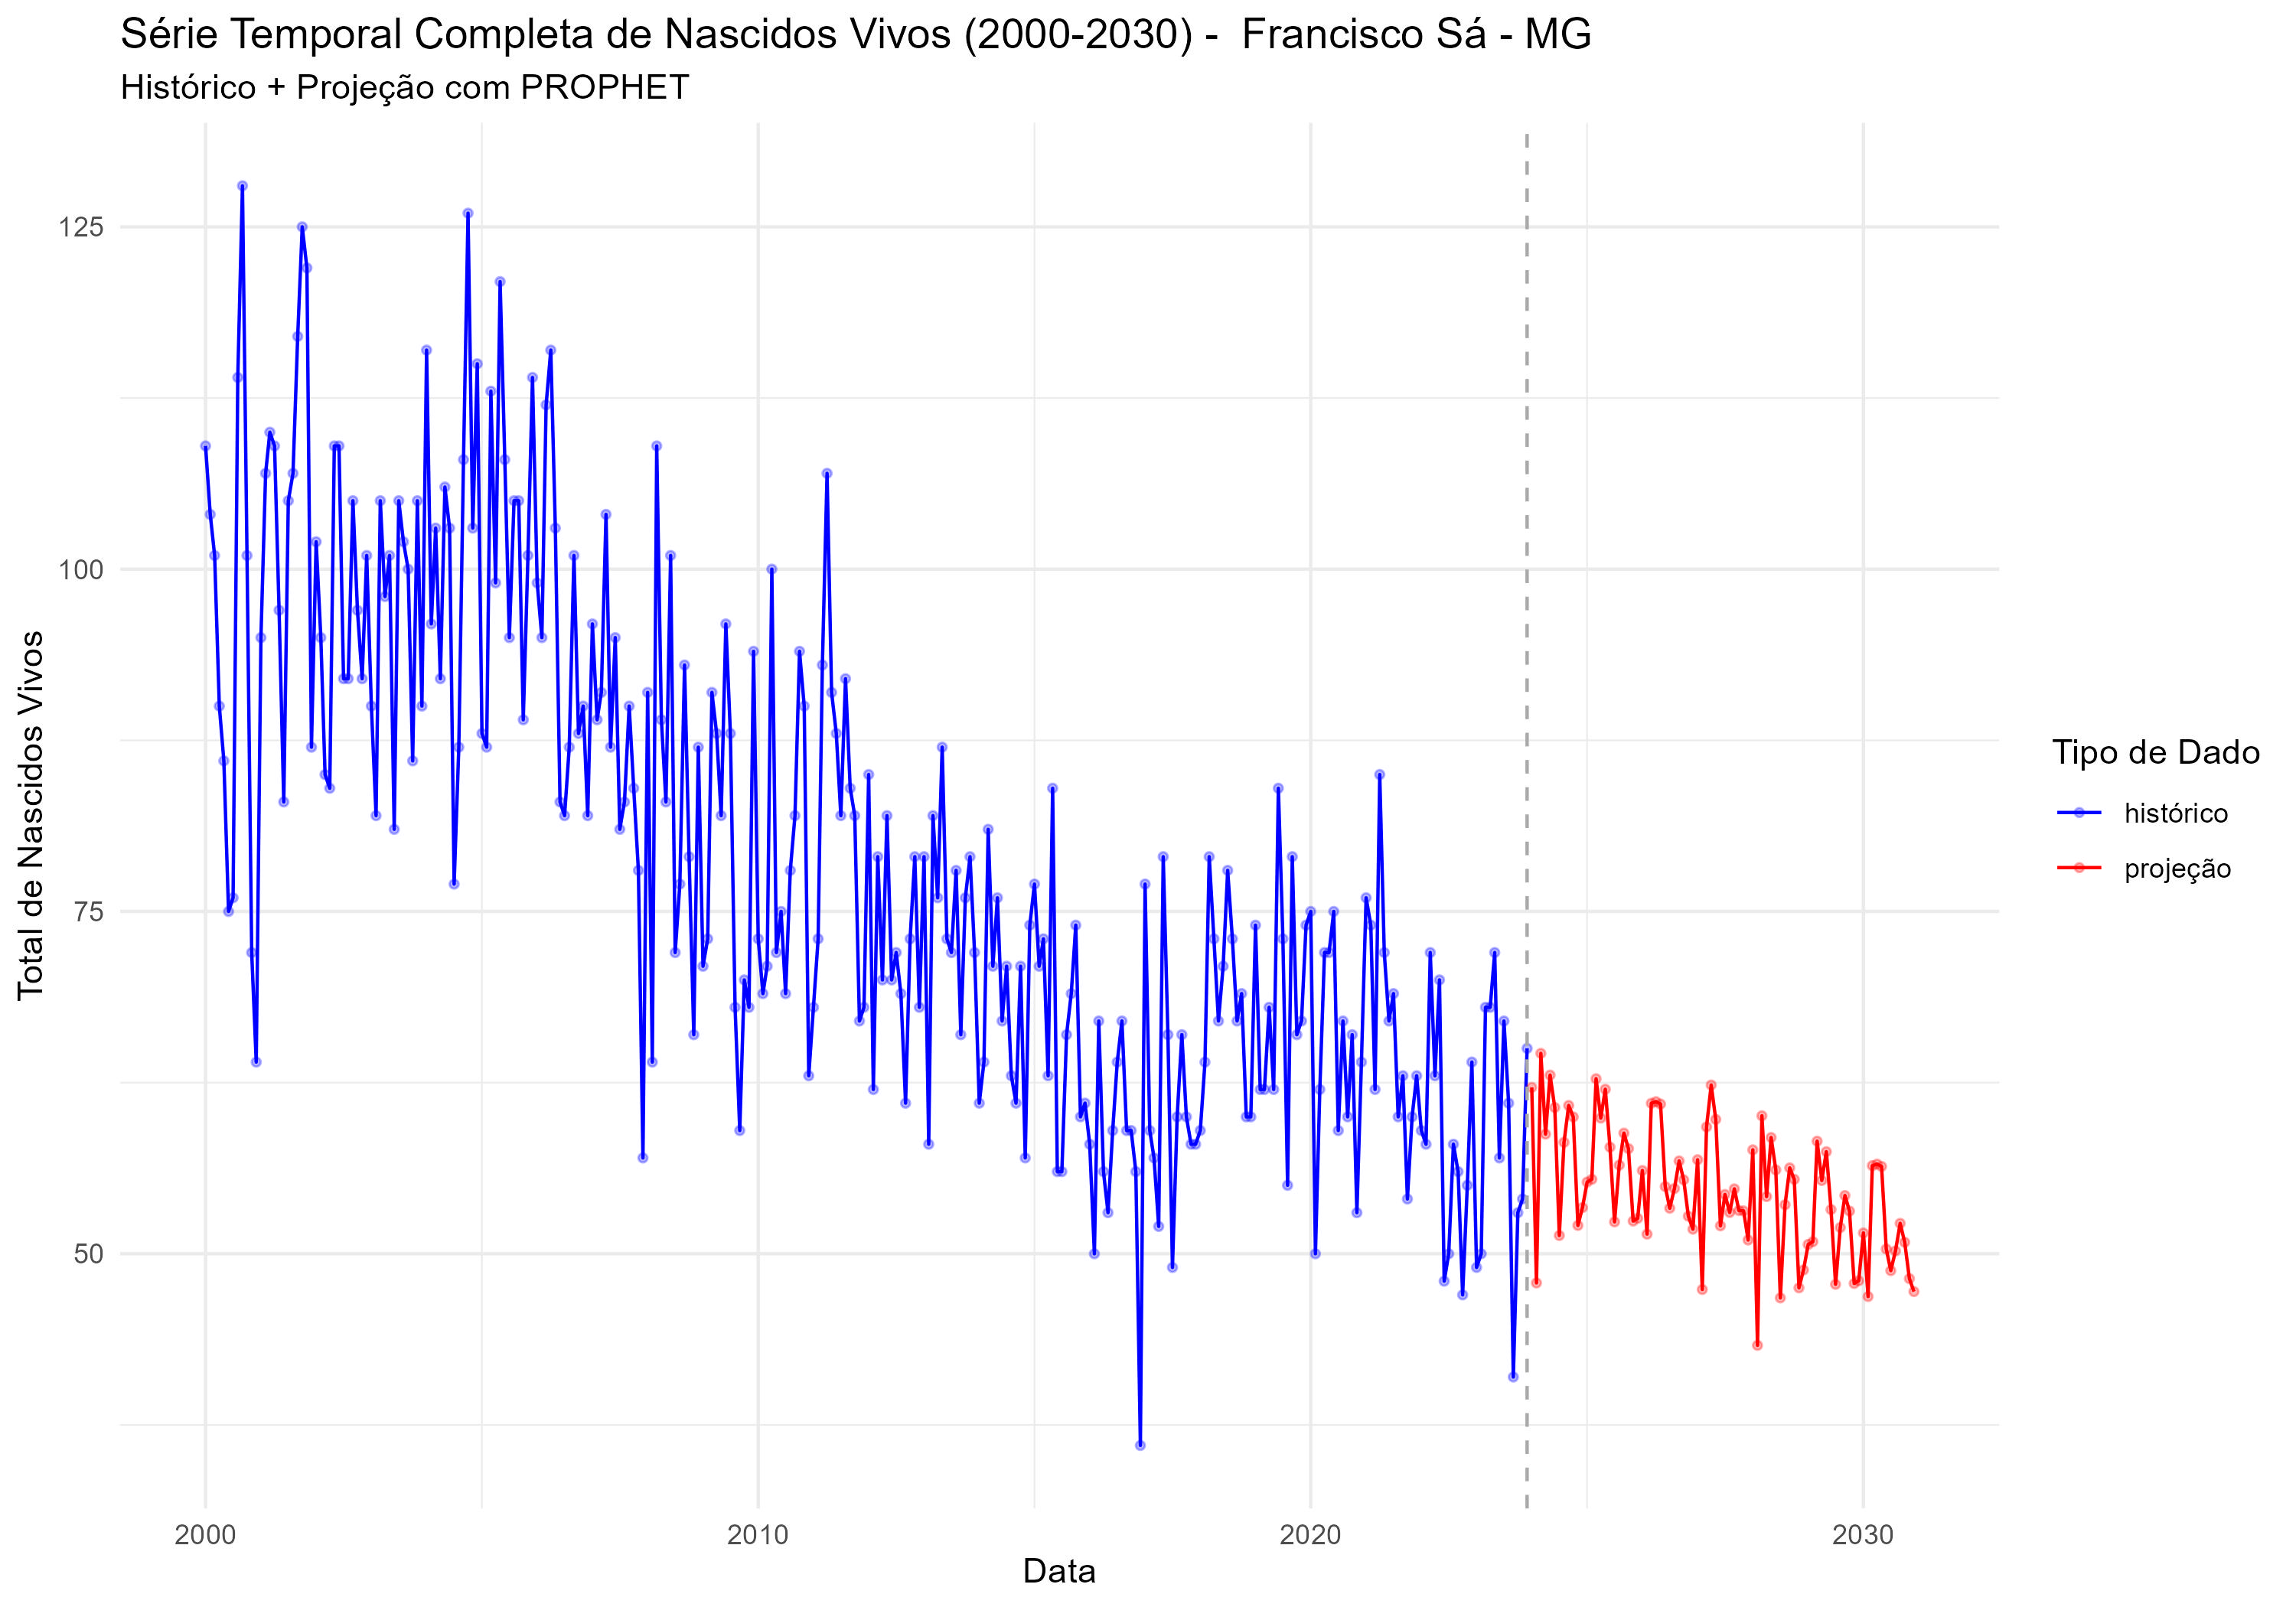 Série Temporal Completa de Nascidos Vivos (2000-2030) -  Francisco Sá - MG
Histórico + Projeção com PROPHET
Total de Nascidos Vivos
125
100
75
50
2000
2010
2020
2030
Data
Tipo de Dado
histórico
projeção